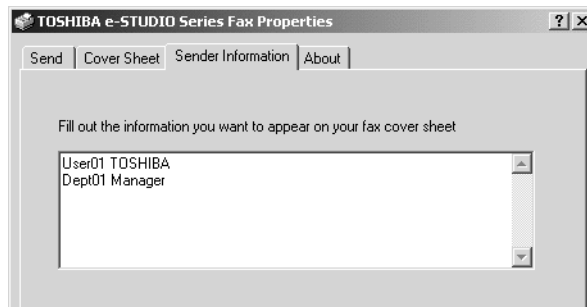 TOSHIBA e-STUDIO Series Fax Properties
Send Cover Sheet Sender Information About
Fill out the information you want to appear on your fax cover sheet
User01 TOSHIBA
Dept01 Manager